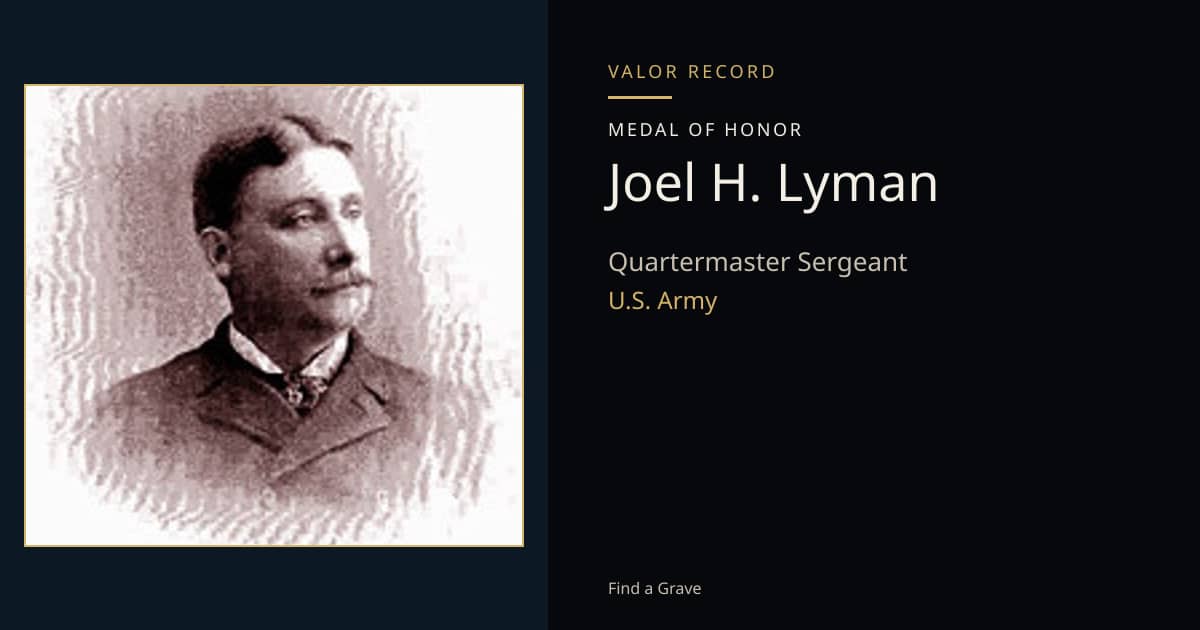 VALOR RECORD
MEDAL OF HONOR
Joel H. Lyman
Quartermaster Sergeant
U.S. Army
Find a Grave